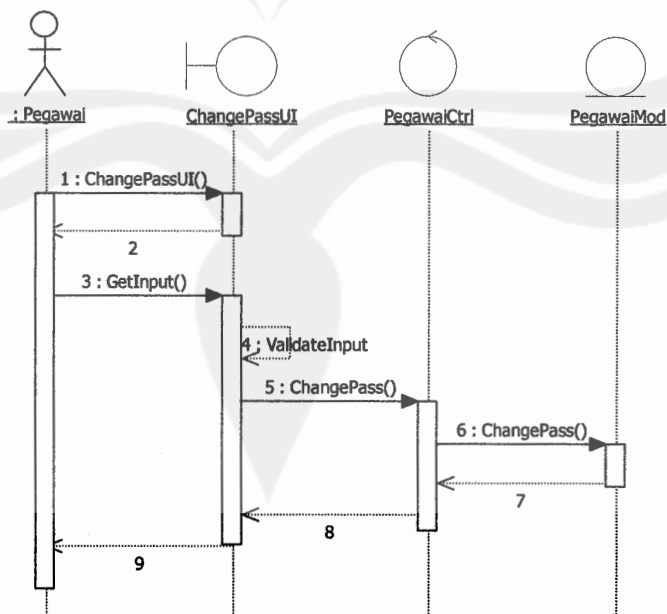 : Pegawai
ChangePassUI
PegawaiCtrl
PegawaiMod
1 : ChangePassUI()
2
3 : GetInput()
4 : ValidateInput
5 : ChangePass()
6 : ChangePass()
7
8
9